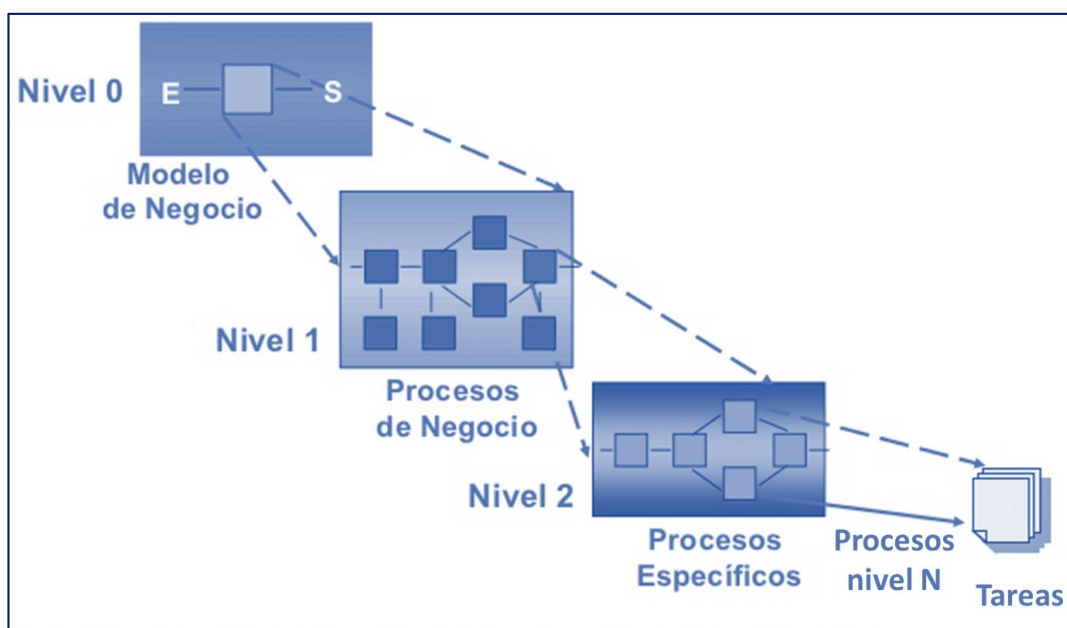 Nivel 0
E
S
Modelo
de Negocio
Nivel 1
Procesos
de Negocio
Nivel 2
Procesos
Específicos
Procesos
nivel N
Tareas